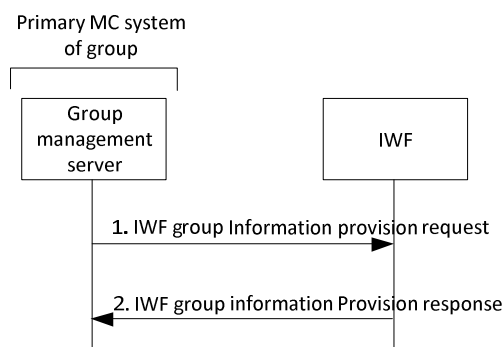 Primary MC system
of group
Group
management
server
IWF
1. IWF group Information provision request
2. IWF group information Provision response